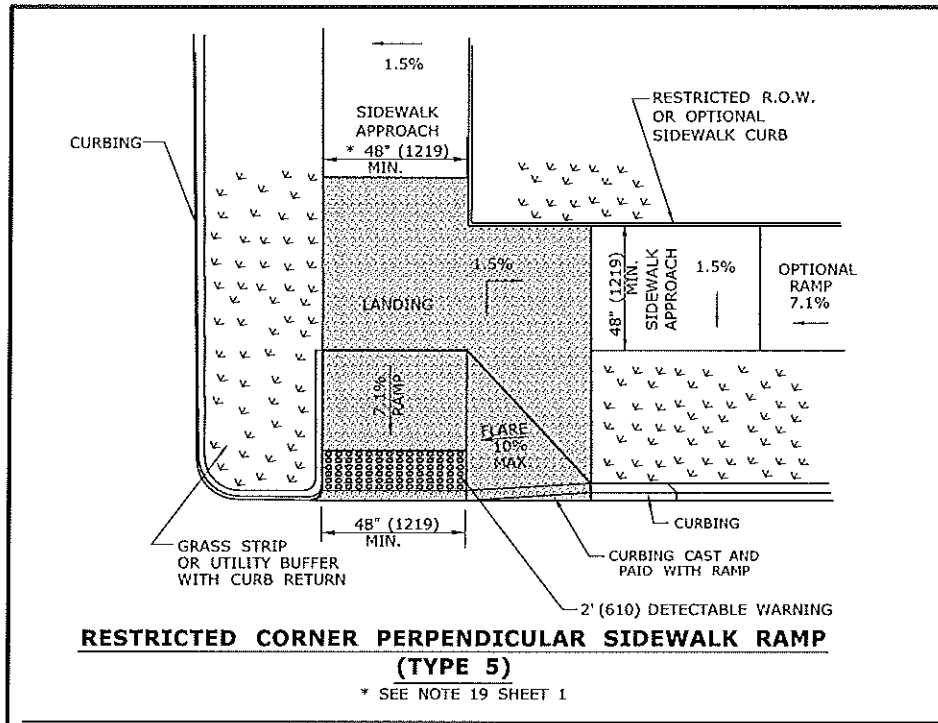 1.5%
SIDEWALK
APPROACH
* 48" (1219)
MIN.
CURBING
RESTRICTED R.O.W.
OR OPTIONAL
SIDEWALK CURB
1.5%
LANDING
48" (1219)
MIN.
SIDEWALK
APPROACH
1.5%
OPTIONAL
RAMP
7.1%
7.1%
RAMP
FLARE
10%
MAX
48" (1219)
MIN.
GRASS STRIP
OR UTILITY BUFFER
WITH CURB RETURN
CURBING
CURBING CAST AND
PAID WITH RAMP
2' (610) DETECTABLE WARNING
RESTRICTED CORNER PERPENDICULAR SIDEWALK RAMP
(TYPE 5)
* SEE NOTE 19 SHEET 1